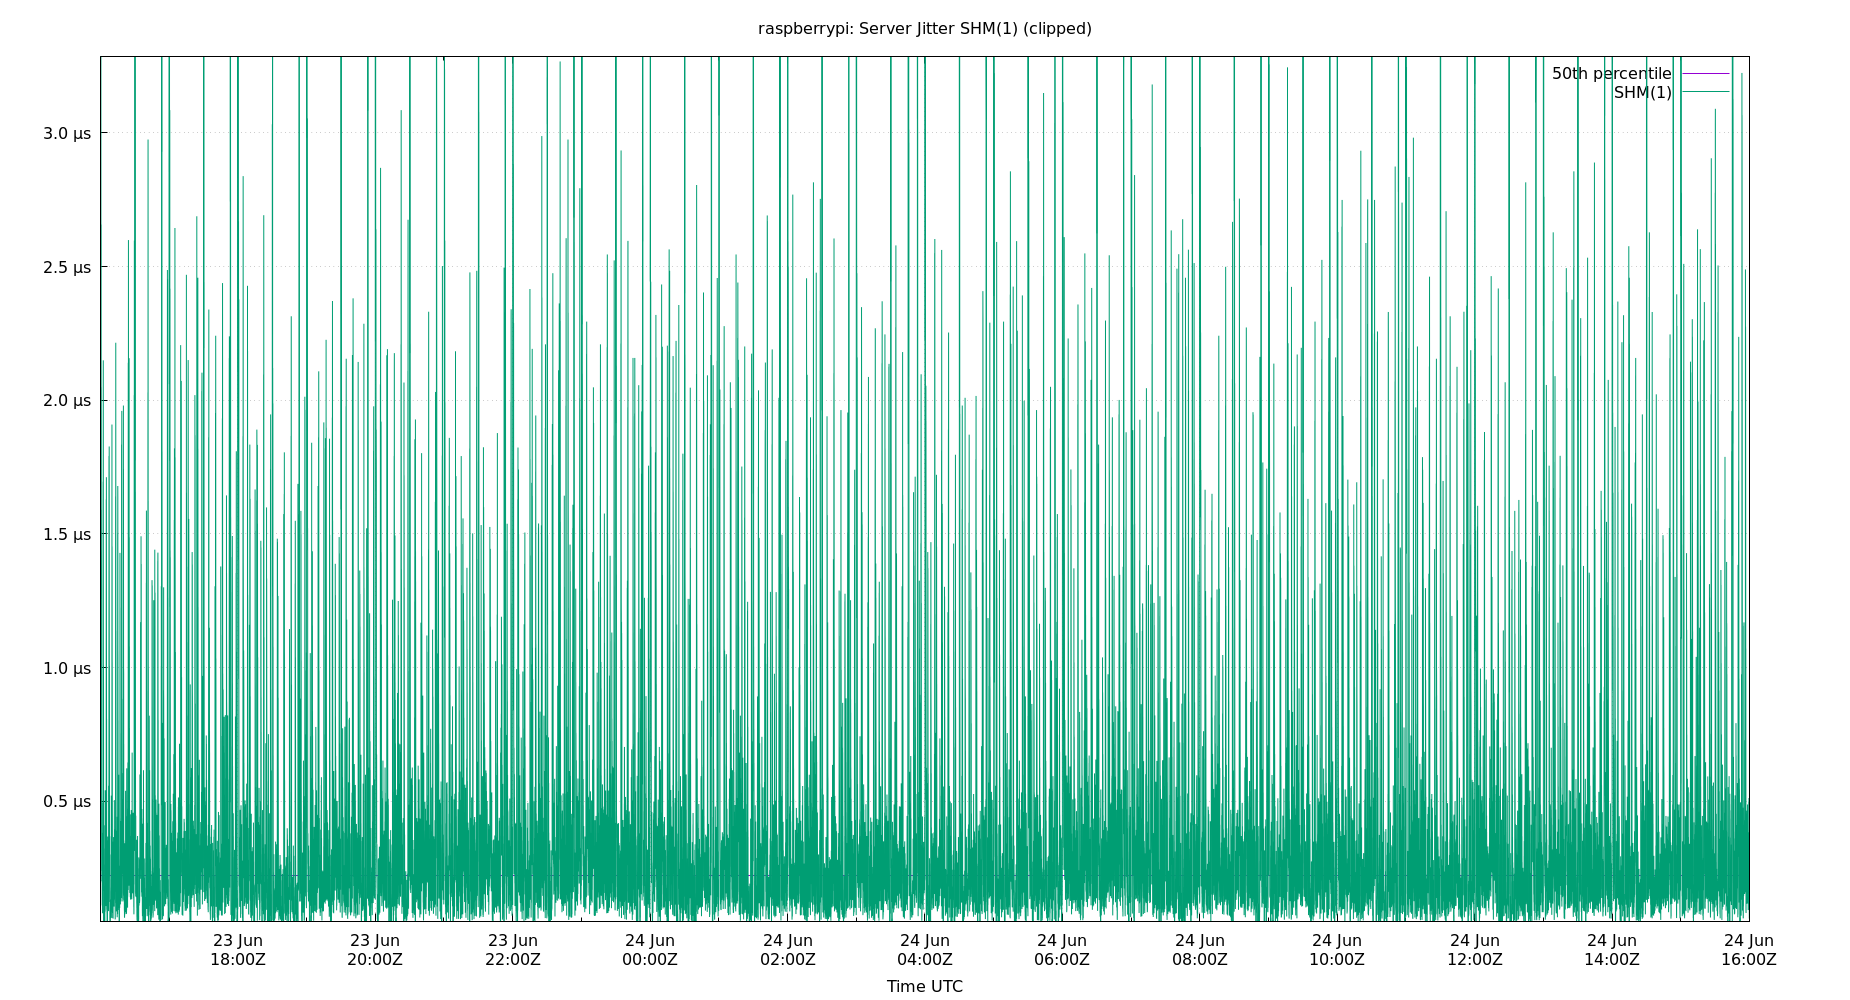 raspberrypi: Server Jitter SHM(1) (clipped)
50th percentile
SHM(1)
3.0 µs
2.5 µs
2.0 µs
1.5 µs
1.0 µs
0.5 µs
23 Jun 23 Jun 23 Jun 24 Jun 24 Jun 24 Jun 24 Jun 24 Jun 24 Jun 24 Jun 24 Jun 24 Jun
18:00Z 20:00Z 22:00Z 00:00Z 02:00Z 04:00Z 06:00Z 08:00Z 10:00Z 12:00Z 14:00Z 16:00Z
Time UTC